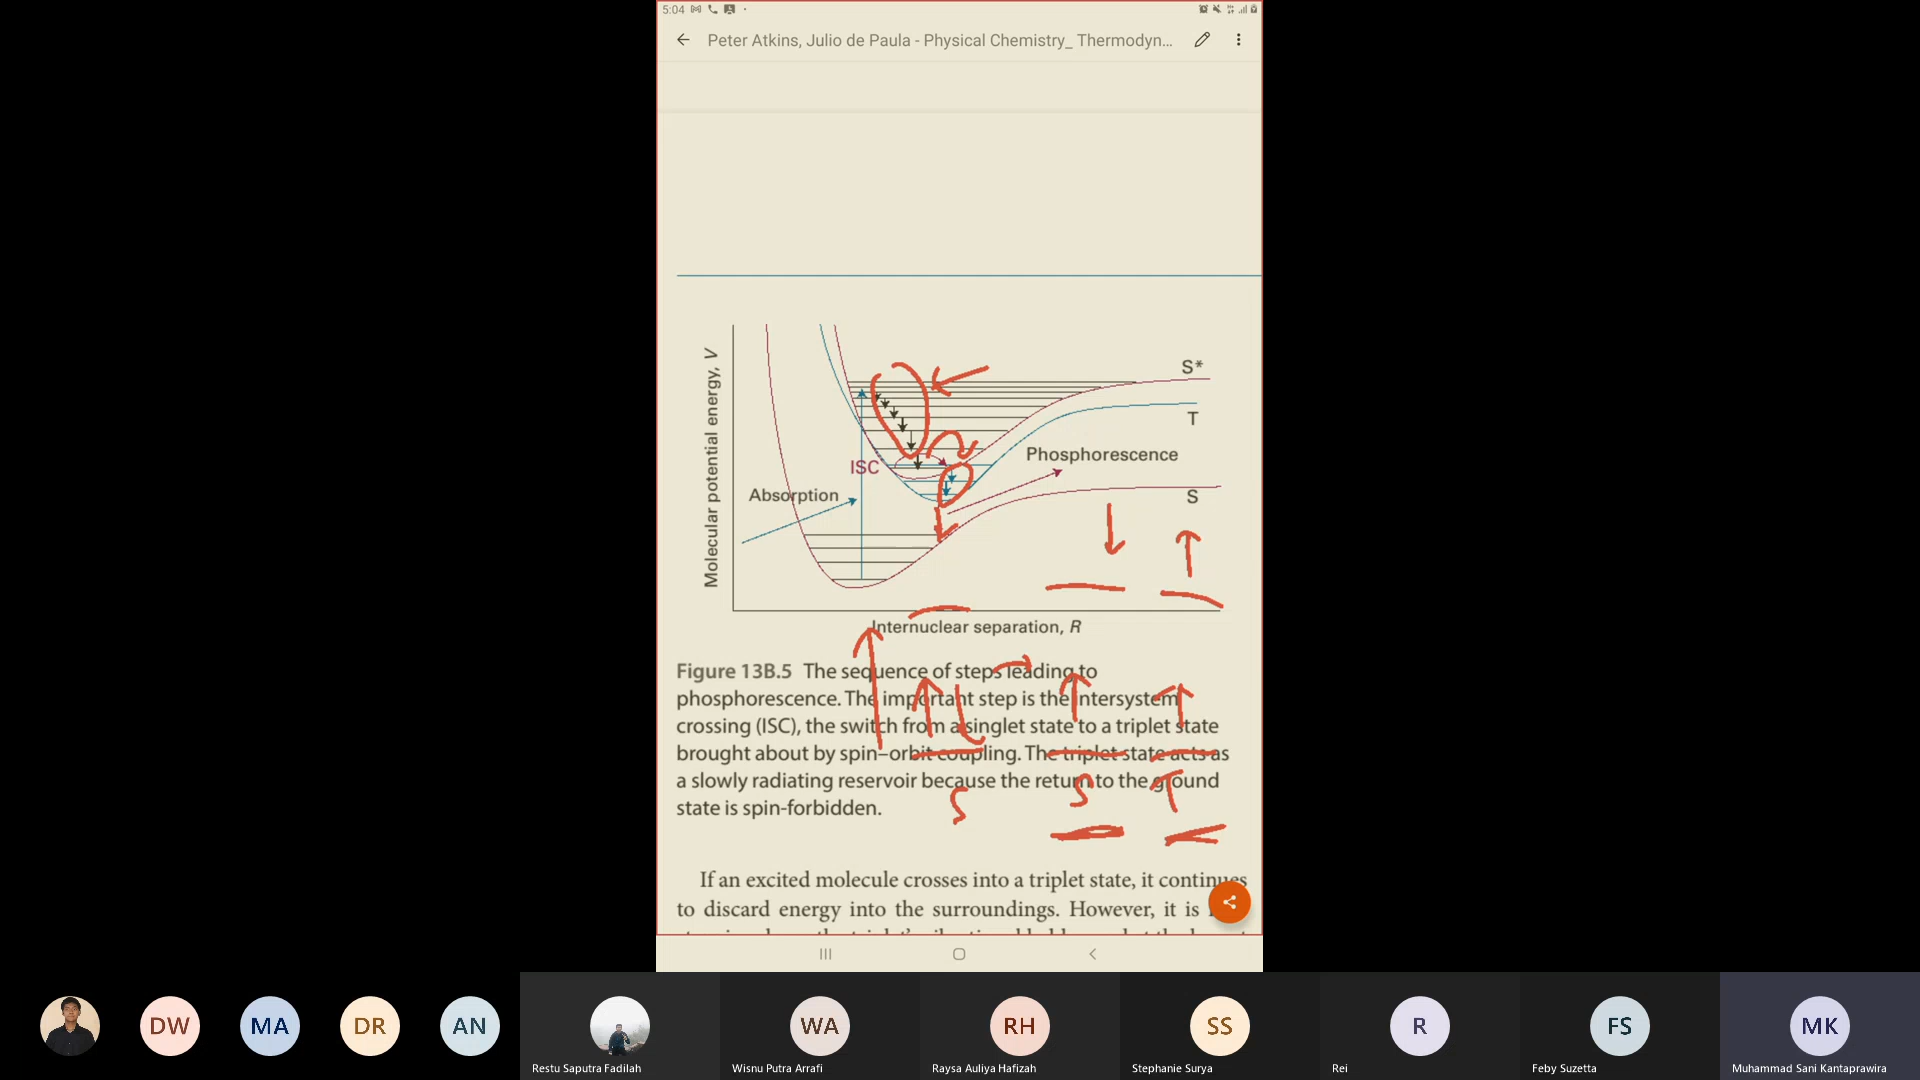 5:04
Peter Atkins, Julio de Paula - Physical Chemistry_ Thermodyn...
Molecular potential energy, V
S*
T
ISC
Phosphorescence
Absorption
S
Internuclear separation, R
Figure 13B.5 The sequence of steps leading to
phosphorescence. The important step is the intersystem
crossing (ISC), the switch from a singlet state to a triplet state
brought about by spin–orbit coupling. The triplet state acts as
a slowly radiating reservoir because the return to the ground
state is spin-forbidden.
S S T
If an excited molecule crosses into a triplet state, it continues
to discard energy into the surroundings. However, it is
DW MA DR AN WA RH SS R FS MK
Restu Saputra Fadilah Wisnu Putra Arrafi Raysa Auliya Hafizah Stephanie Surya Rei Feby Suzetta Muhammad Sani Kantaprawira